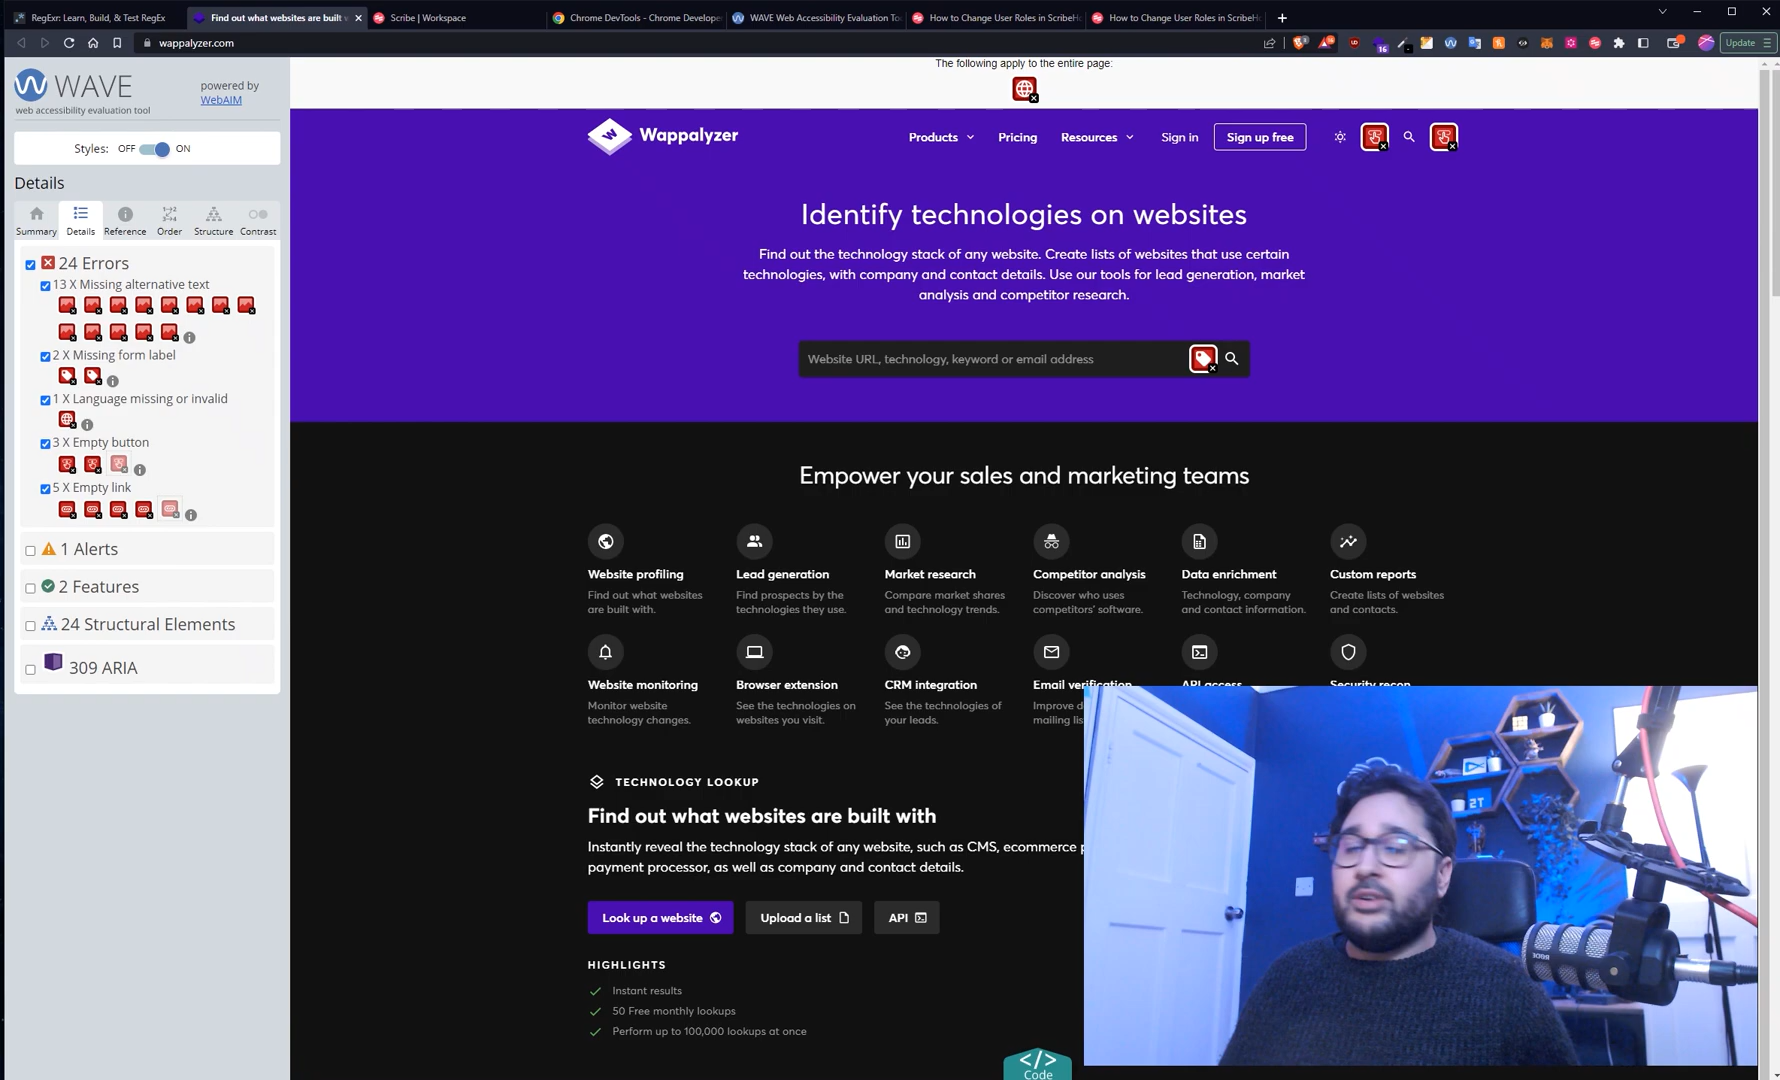 RegExr: Learn, Build, & Test RegEx
Find out what websites are built w
Scribe | Workspace
Chrome DevTools - Chrome Develope
WAVE Web Accessibility Evaluation To
How to Change User Roles in ScribeH
How to Change User Roles in ScribeH
wappalyzer.com
16
Update
WAVE
web accessibility evaluation tool
powered by
WebAIM
Styles: OFF ON
Details
Summary
Details
Reference
Order
Structure
Contrast
24 Errors
13 X Missing alternative text
2 X Missing form label
1 X Language missing or invalid
3 X Empty button
5 X Empty link
1 Alerts
2 Features
24 Structural Elements
309 ARIA
The following apply to the entire page:
Wappalyzer
Products
Pricing
Resources
Sign in
Sign up free
Identify technologies on websites
Find out the technology stack of any website. Create lists of websites that use certain
technologies, with company and contact details. Use our tools for lead generation, market
analysis and competitor research.
Website URL, technology, keyword or email address
Empower your sales and marketing teams
Website profiling
Find out what websites
are built with.
Lead generation
Find prospects by the
technologies they use.
Market research
Compare market shares
and technology trends.
Competitor analysis
Discover who uses
competitors' software.
Data enrichment
Technology, company
and contact information.
Custom reports
Create lists of websites
and contacts.
Website monitoring
Monitor website
technology changes.
Browser extension
See the technologies on
websites you visit.
CRM integration
See the technologies of
your leads.
Email verification
Improve d
mailing lis
API access
Security recon
TECHNOLOGY LOOKUP
Find out what websites are built with
Instantly reveal the technology stack of any website, such as CMS, ecommerce p
payment processor, as well as company and contact details.
Look up a website
Upload a list
API
HIGHLIGHTS
Instant results
50 Free monthly lookups
Perform up to 100,000 lookups at once
</>
Code
RØDE